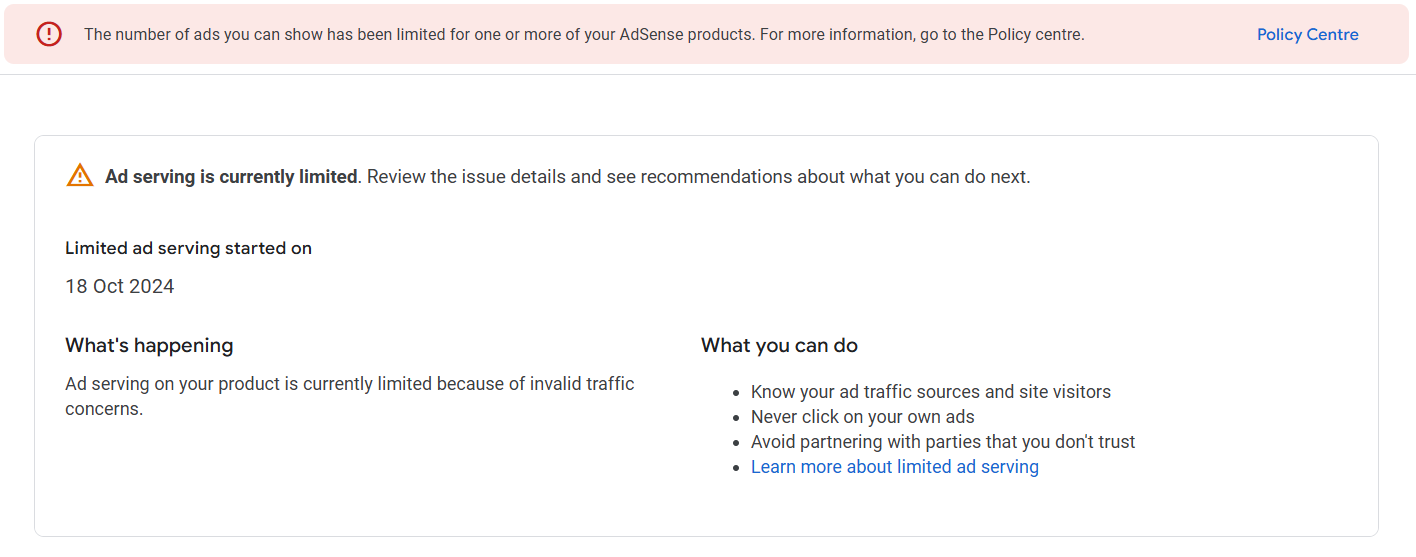 The number of ads you can show has been limited for one or more of your AdSense products. For more information, go to the Policy centre.
Policy Centre
Ad serving is currently limited. Review the issue details and see recommendations about what you can do next.
Limited ad serving started on
18 Oct 2024
What's happening
Ad serving on your product is currently limited because of invalid traffic
concerns.
What you can do
Know your ad traffic sources and site visitors
Never click on your own ads
Avoid partnering with parties that you don't trust
Learn more about limited ad serving